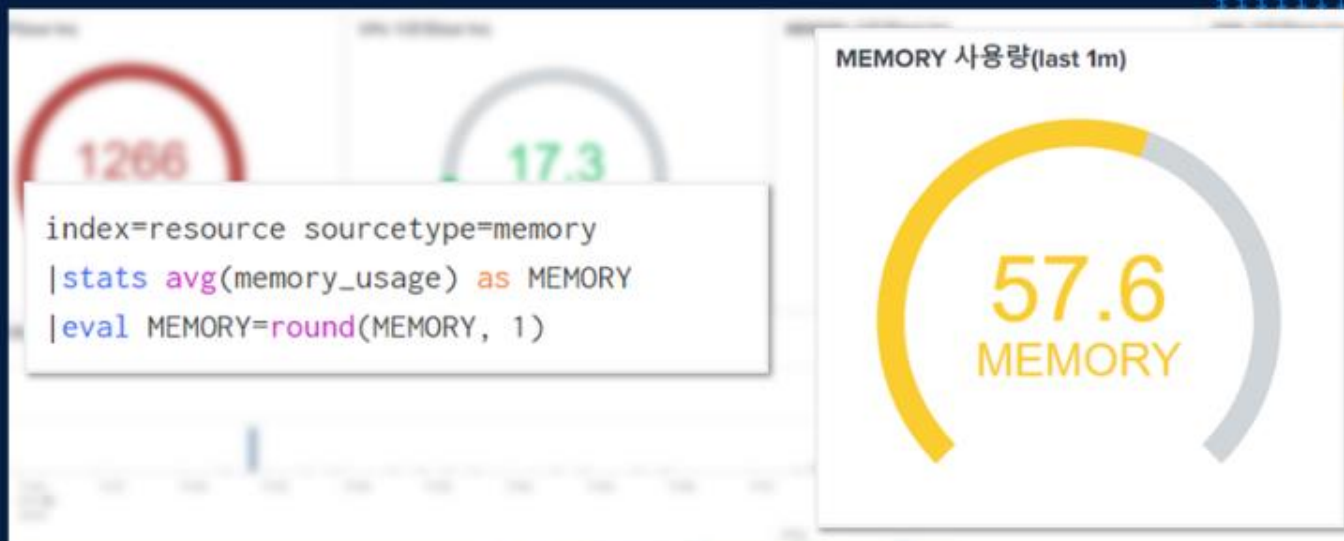 1266
17.3
index=resource sourcetype=memory
|stats avg(memory_usage) as MEMORY
|eval MEMORY=round(MEMORY, 1)
MEMORY 사용량(last 1m)
57.6
MEMORY